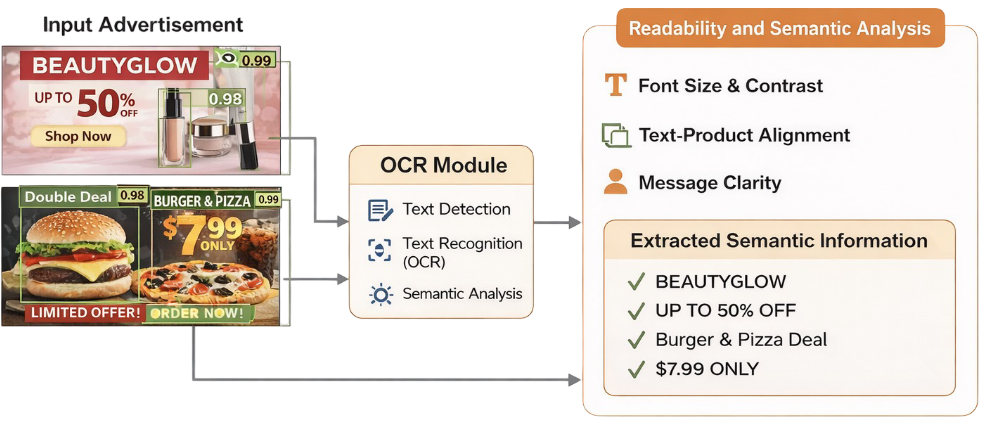 Input Advertisement
BEAUTYGLOW
0.99
UP TO 50% OFF
0.98
Shop Now
Double Deal 0.98
BURGER & PIZZA 0.99
$7.99
ONLY
LIMITED OFFER! ORDER NOW!
OCR Module
Text Detection
Text Recognition
(OCR)
Semantic Analysis
Readability and Semantic Analysis
T Font Size & Contrast
Text-Product Alignment
Message Clarity
Extracted Semantic Information
BEAUTYGLOW
UP TO 50% OFF
Burger & Pizza Deal
$7.99 ONLY